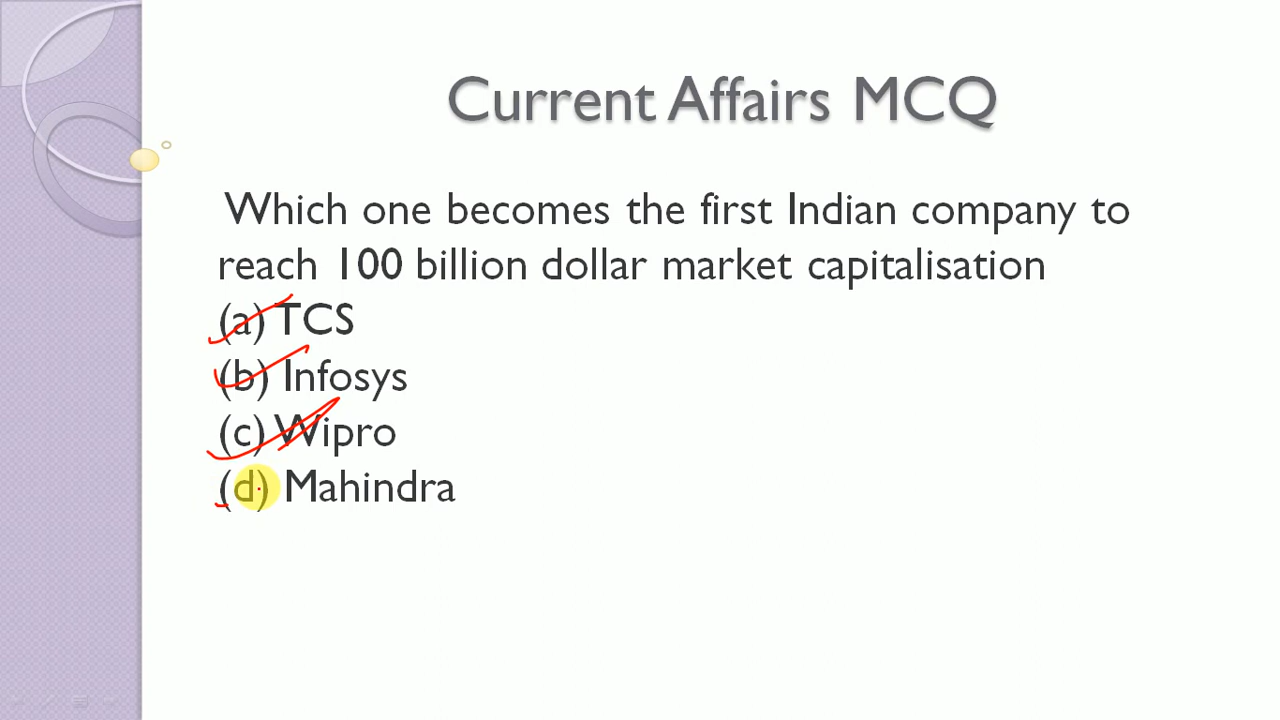 Current Affairs MCQ
Which one becomes the first Indian company to
reach 100 billion dollar market capitalisation
(a) TCS
(b) Infosys
(c) Wipro
(d) Mahindra